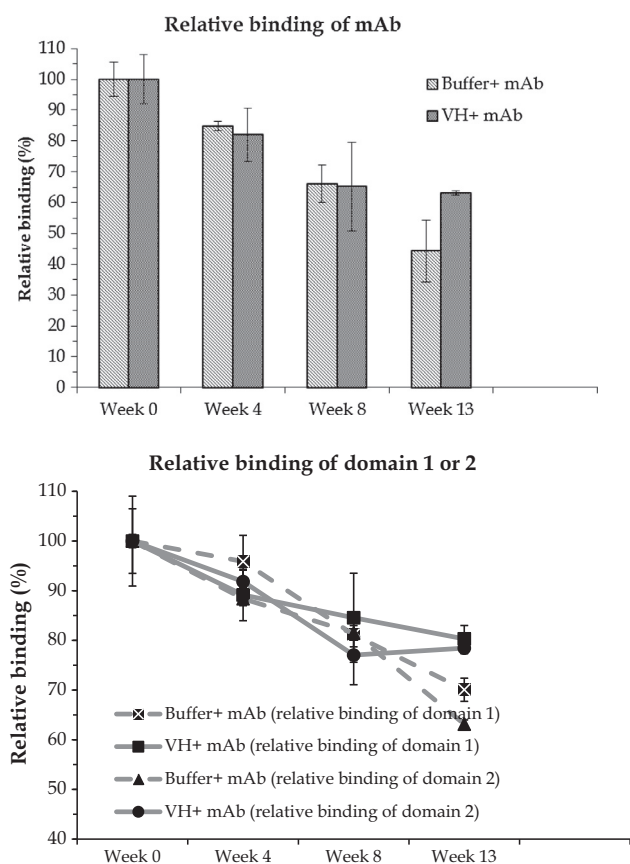 Relative binding of mAb
110
100
90
80
70
60
50
40
30
20
10
0
Relative binding (%)
Buffer+ mAb
VH+ mAb
Week 0 Week 4 Week 8 Week 13
Relative binding of domain 1 or 2
110
100
90
80
70
60
50
40
Relative binding (%)
Buffer+ mAb (relative binding of domain 1)
VH+ mAb (relative binding of domain 1)
Buffer+ mAb (relative binding of domain 2)
VH+ mAb (relative binding of domain 2)
Week 0 Week 4 Week 8 Week 13